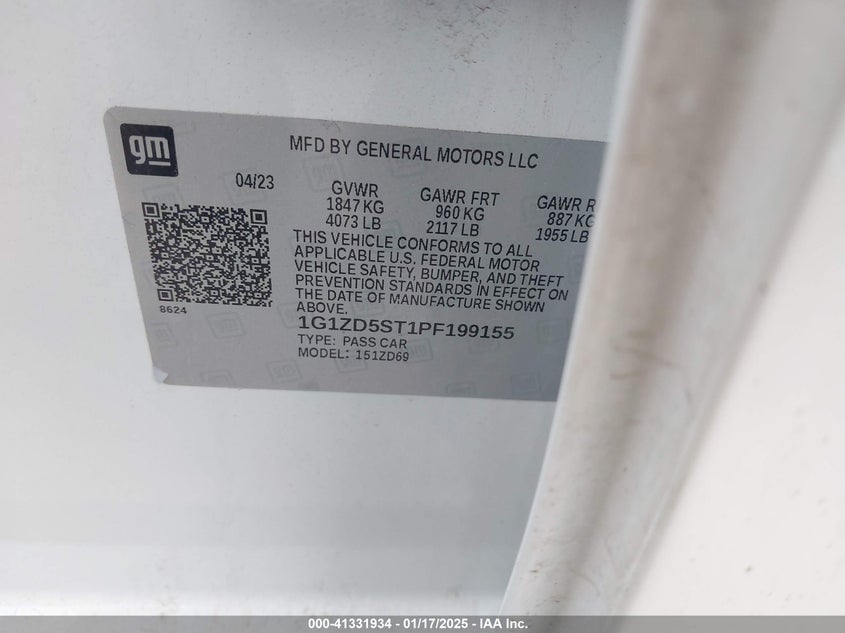 gm
MFD BY GENERAL MOTORS LLC
04/23
GVWR
1847 KG
4073 LB
GAWR FRT
960 KG
2117 LB
GAWR R
887 KG
1955 LB
THIS VEHICLE CONFORMS TO ALL
APPLICABLE U.S. FEDERAL MOTOR
VEHICLE SAFETY, BUMPER, AND THEFT
PREVENTION STANDARDS IN EFFECT ON
THE DATE OF MANUFACTURE SHOWN
ABOVE.
8624
1G1ZD5ST1PF199155
TYPE: PASS CAR
MODEL: 151ZD69
000-41331934 - 01/17/2025 - IAA Inc.